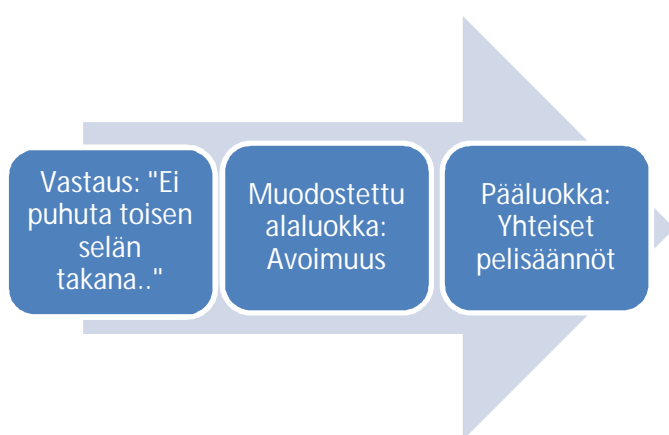 Vastaus: "Ei
puhuta toisen
selän
takana.."
Muodostettu
alaluokka:
Avoimuus
Pääluokka:
Yhteiset
pelisäännöt